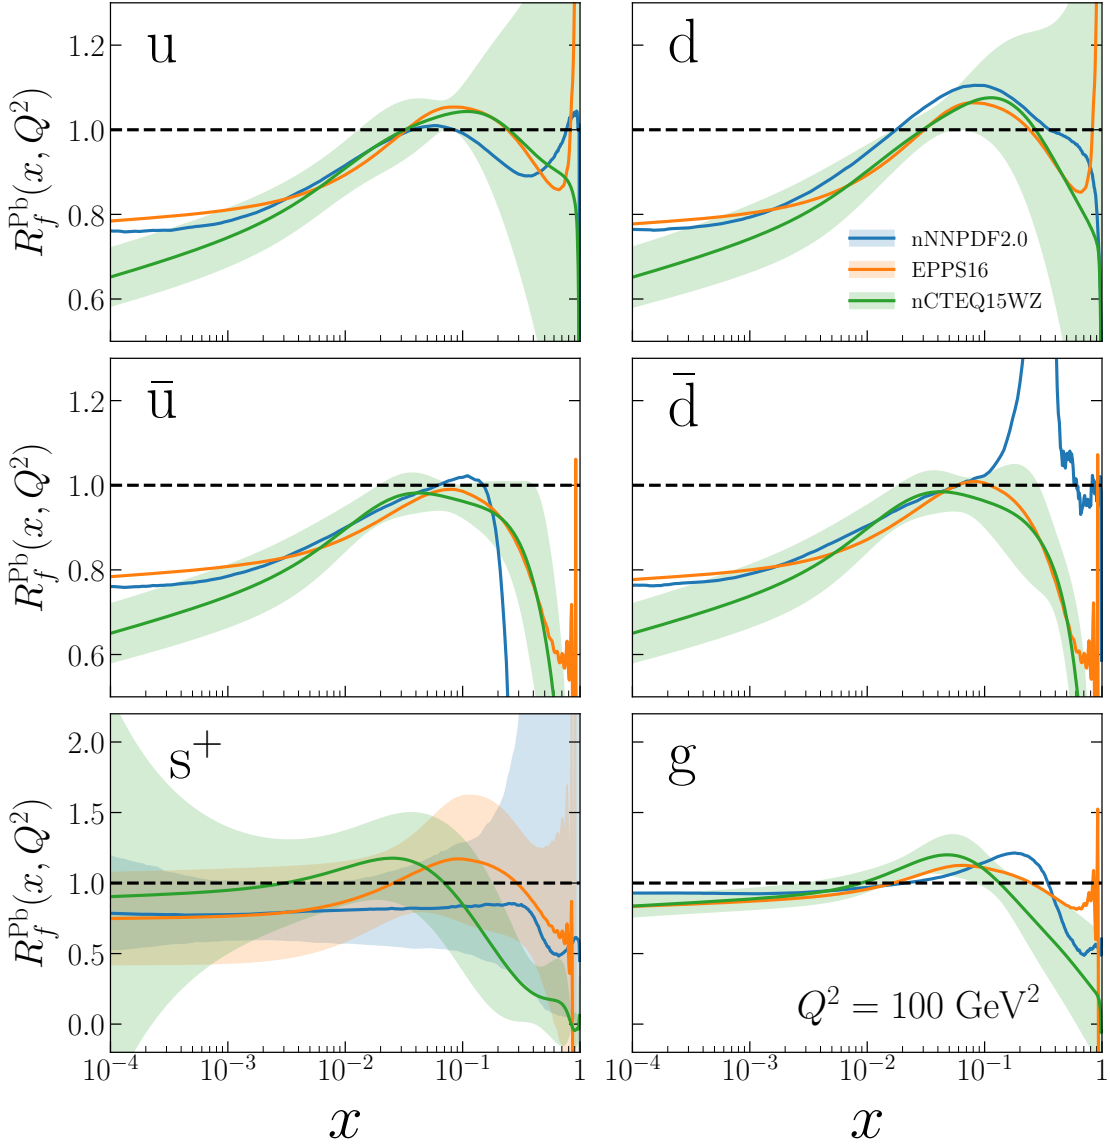 u
d
1.2
1.0
0.8
0.6
R_f^Pb(x, Q²)
nNNPDF2.0
EPPS16
nCTEQ15WZ
ū
d̄
1.2
1.0
0.8
0.6
R_f^Pb(x, Q²)
s⁺
g
2.0
1.5
1.0
0.5
0.0
R_f^Pb(x, Q²)
Q² = 100 GeV²
10⁻⁴ 10⁻³ 10⁻² 10⁻¹ 1
10⁻⁴ 10⁻³ 10⁻² 10⁻¹ 1
x
x